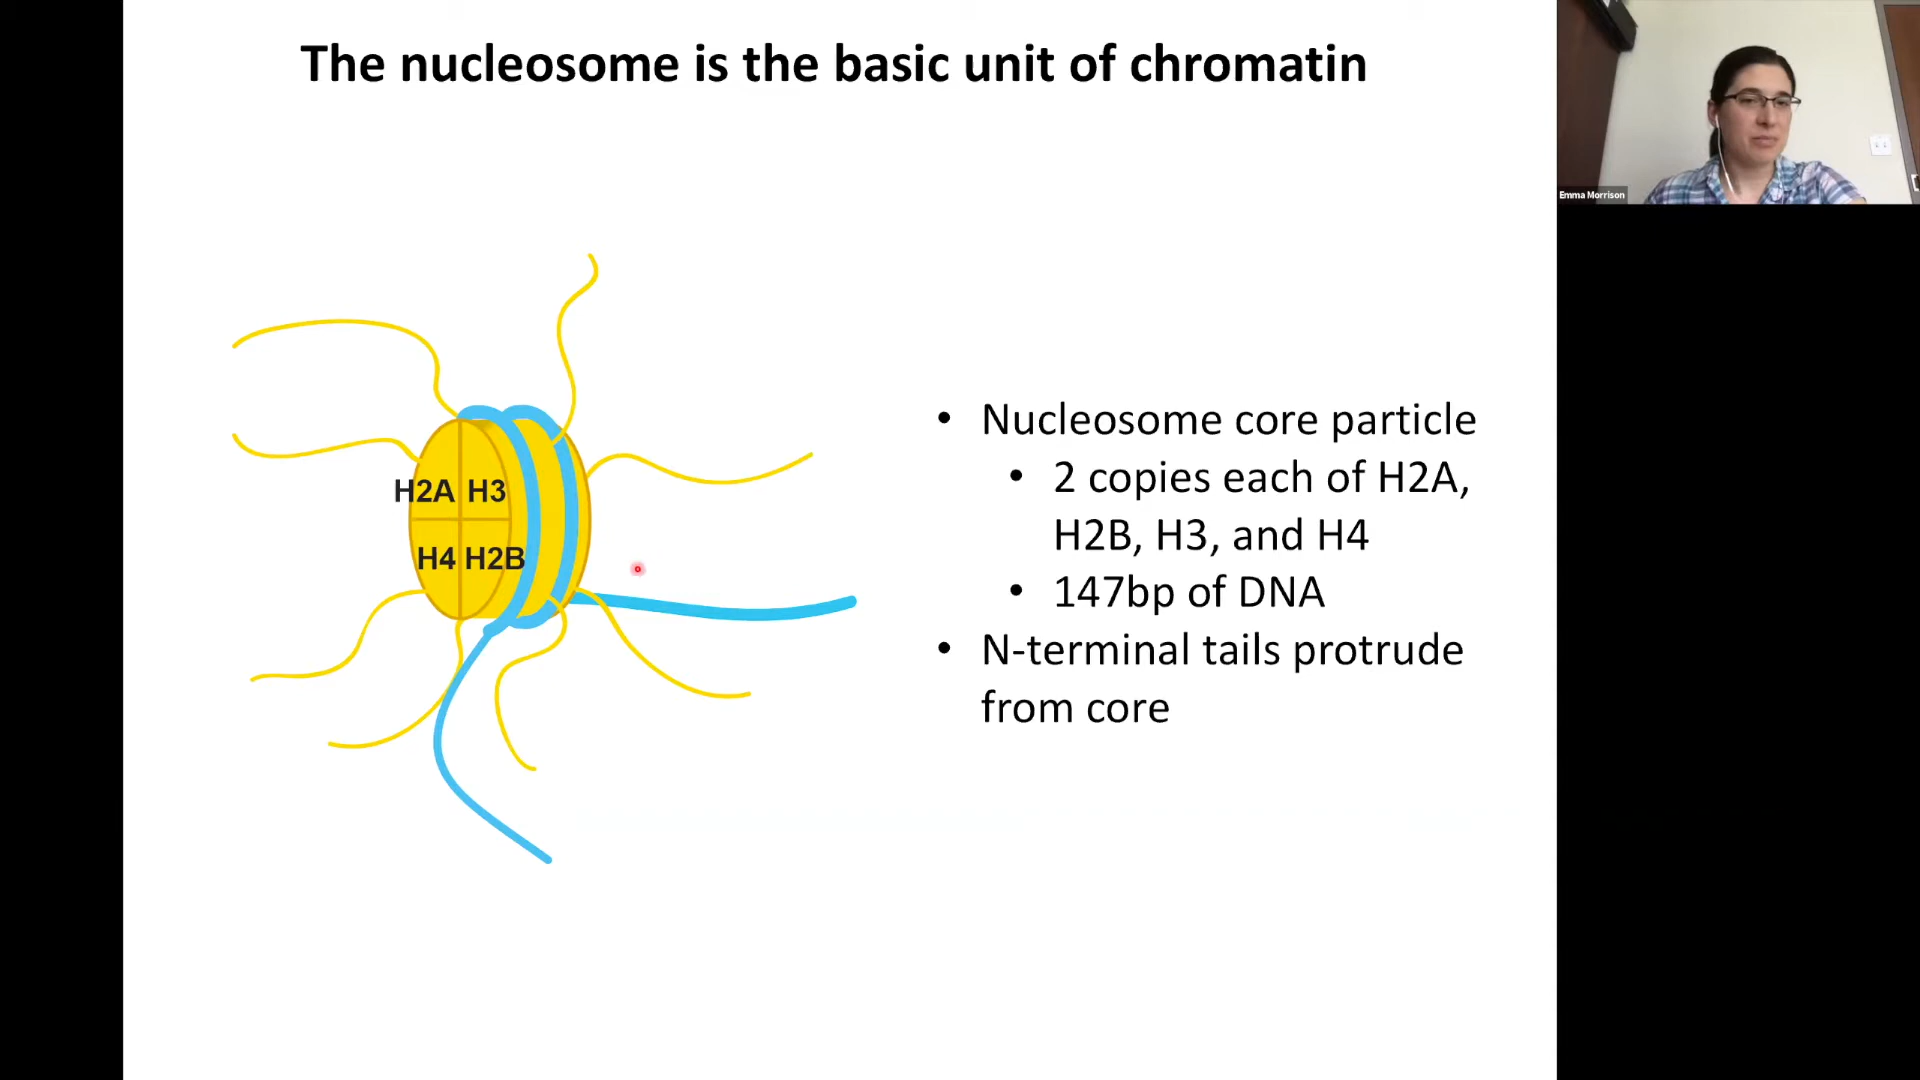 The nucleosome is the basic unit of chromatin
Emma Morrison
H2A H3
H4 H2B
• Nucleosome core particle
• 2 copies each of H2A,
H2B, H3, and H4
• 147bp of DNA
• N-terminal tails protrude
from core